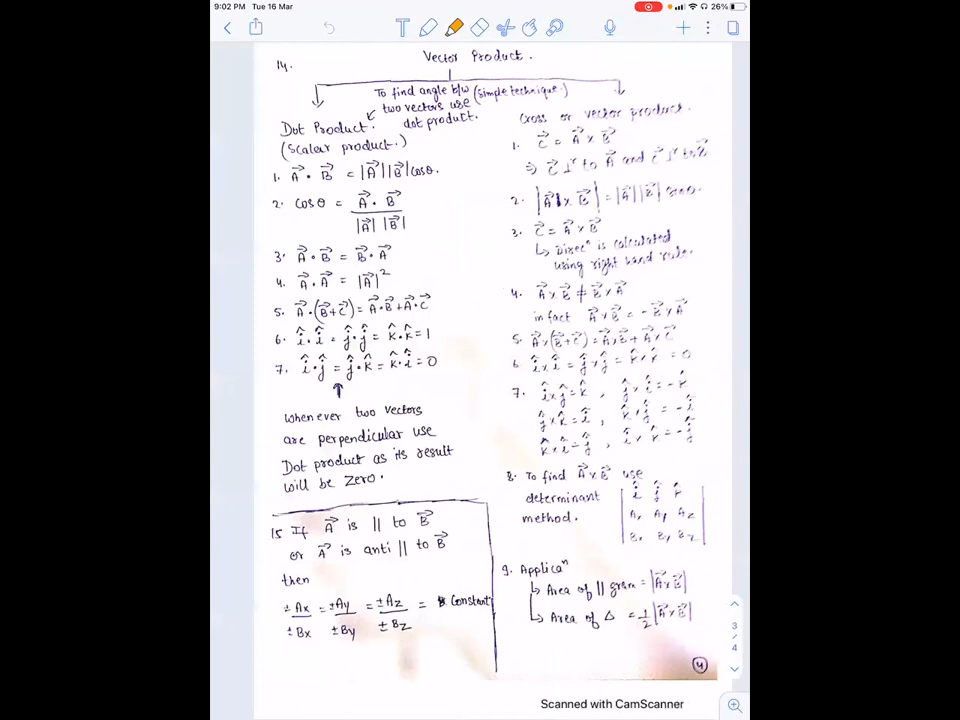 9:02 PM Tue 16 Mar
26%
14. Vector Product.
To find angle b/w (simple technique.)
two vectors use
dot product.
Dot Product.
(Scalar product.)
1. A⃗ • B⃗ = |A⃗||B⃗|cosθ.
2. cosθ = A⃗ • B⃗ / |A⃗| |B⃗|
3. A⃗ • B⃗ = B⃗ • A⃗
4. A⃗ . A⃗ = |A⃗|²
5. A⃗•(B⃗+C⃗) = A⃗•B⃗+A⃗•C⃗
6. î•î = ĵ•ĵ = k̂•k̂ = 1
7. î•ĵ = ĵ•k̂ = k̂•î = 0
↑
Whenever two vectors
are perpendicular use
Dot product as its result
will be zero.
15 If A⃗ is || to B⃗
or A⃗ is anti || to B⃗
then
±Ax/±Bx = ±Ay/±By = ±Az/±Bz = Constant
Cross or vector product.
1. C⃗ = A⃗ × B⃗
⇒ C⃗ ⊥r to A⃗ and C⃗ ⊥r to B⃗
2. |A⃗ × B⃗| = |A⃗||B⃗| sinθ.
3. C⃗ = A⃗ × B⃗
↳ Direcⁿ is calculated
using right hand rule.
4. A⃗ × B⃗ ≠ B⃗ × A⃗
in fact A⃗ × B⃗ = - B⃗ × A⃗
5. A⃗×(B⃗+C⃗) = A⃗×B⃗ + A⃗×C⃗
6. î×î = ĵ×ĵ = k̂×k̂ = 0
7. î×ĵ = k̂, ĵ×î = -k̂
ĵ×k̂ = î, k̂×ĵ = -î
k̂×î = ĵ, î×k̂ = -ĵ
8. To find A⃗×B⃗ use
determinant
method.
| î ĵ k̂ |
| Ax Ay Az |
| Bx By Bz |
9. Applicaⁿ
↳ Area of || gram = |A⃗×B⃗|
↳ Area of Δ = ½|A⃗×B⃗|
4
3
/
4
Scanned with CamScanner